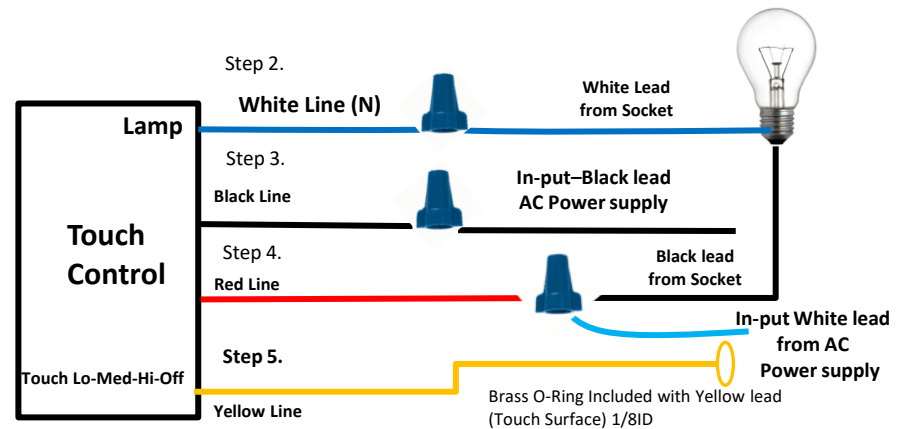 Step 2.
White Line (N)
White Lead
from Socket
Lamp
Step 3.
Black Line
In-put–Black lead
AC Power supply
Touch
Control
Step 4.
Red Line
Black lead
from Socket
In-put White lead
from AC
Power supply
Step 5.
Touch Lo-Med-Hi-Off
Yellow Line
Brass O-Ring Included with Yellow lead
(Touch Surface) 1/8ID